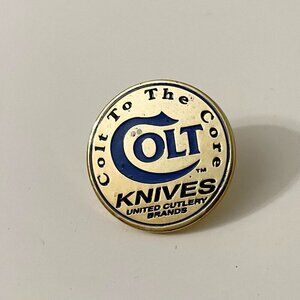 Colt To The Core
COLT
TM
KNIVES
UNITED CUTLERY
BRANDS